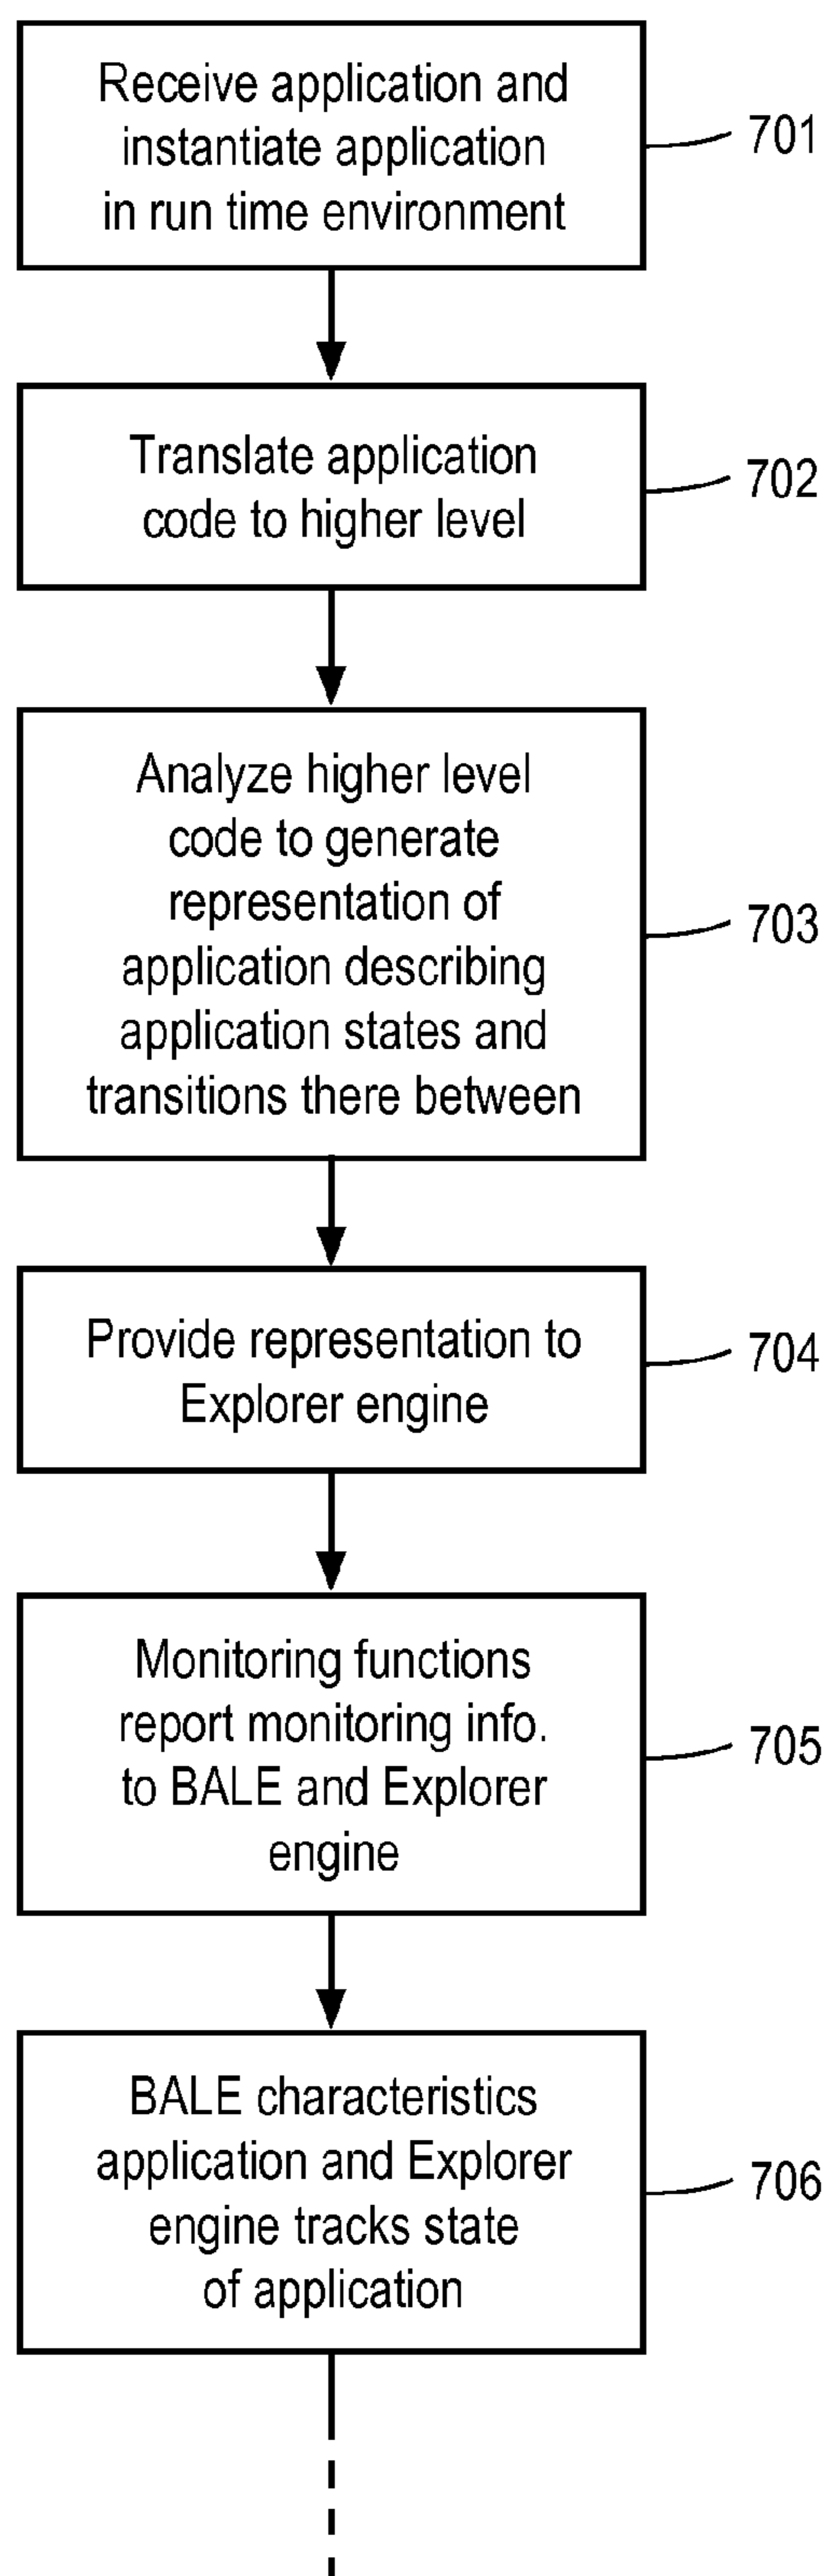 Receive application and
instantiate application
in run time environment
701
Translate application
code to higher level
702
Analyze higher level
code to generate
representation of
application describing
application states and
transitions there between
703
Provide representation to
Explorer engine
704
Monitoring functions
report monitoring info.
to BALE and Explorer
engine
705
BALE characteristics
application and Explorer
engine tracks state
of application
706